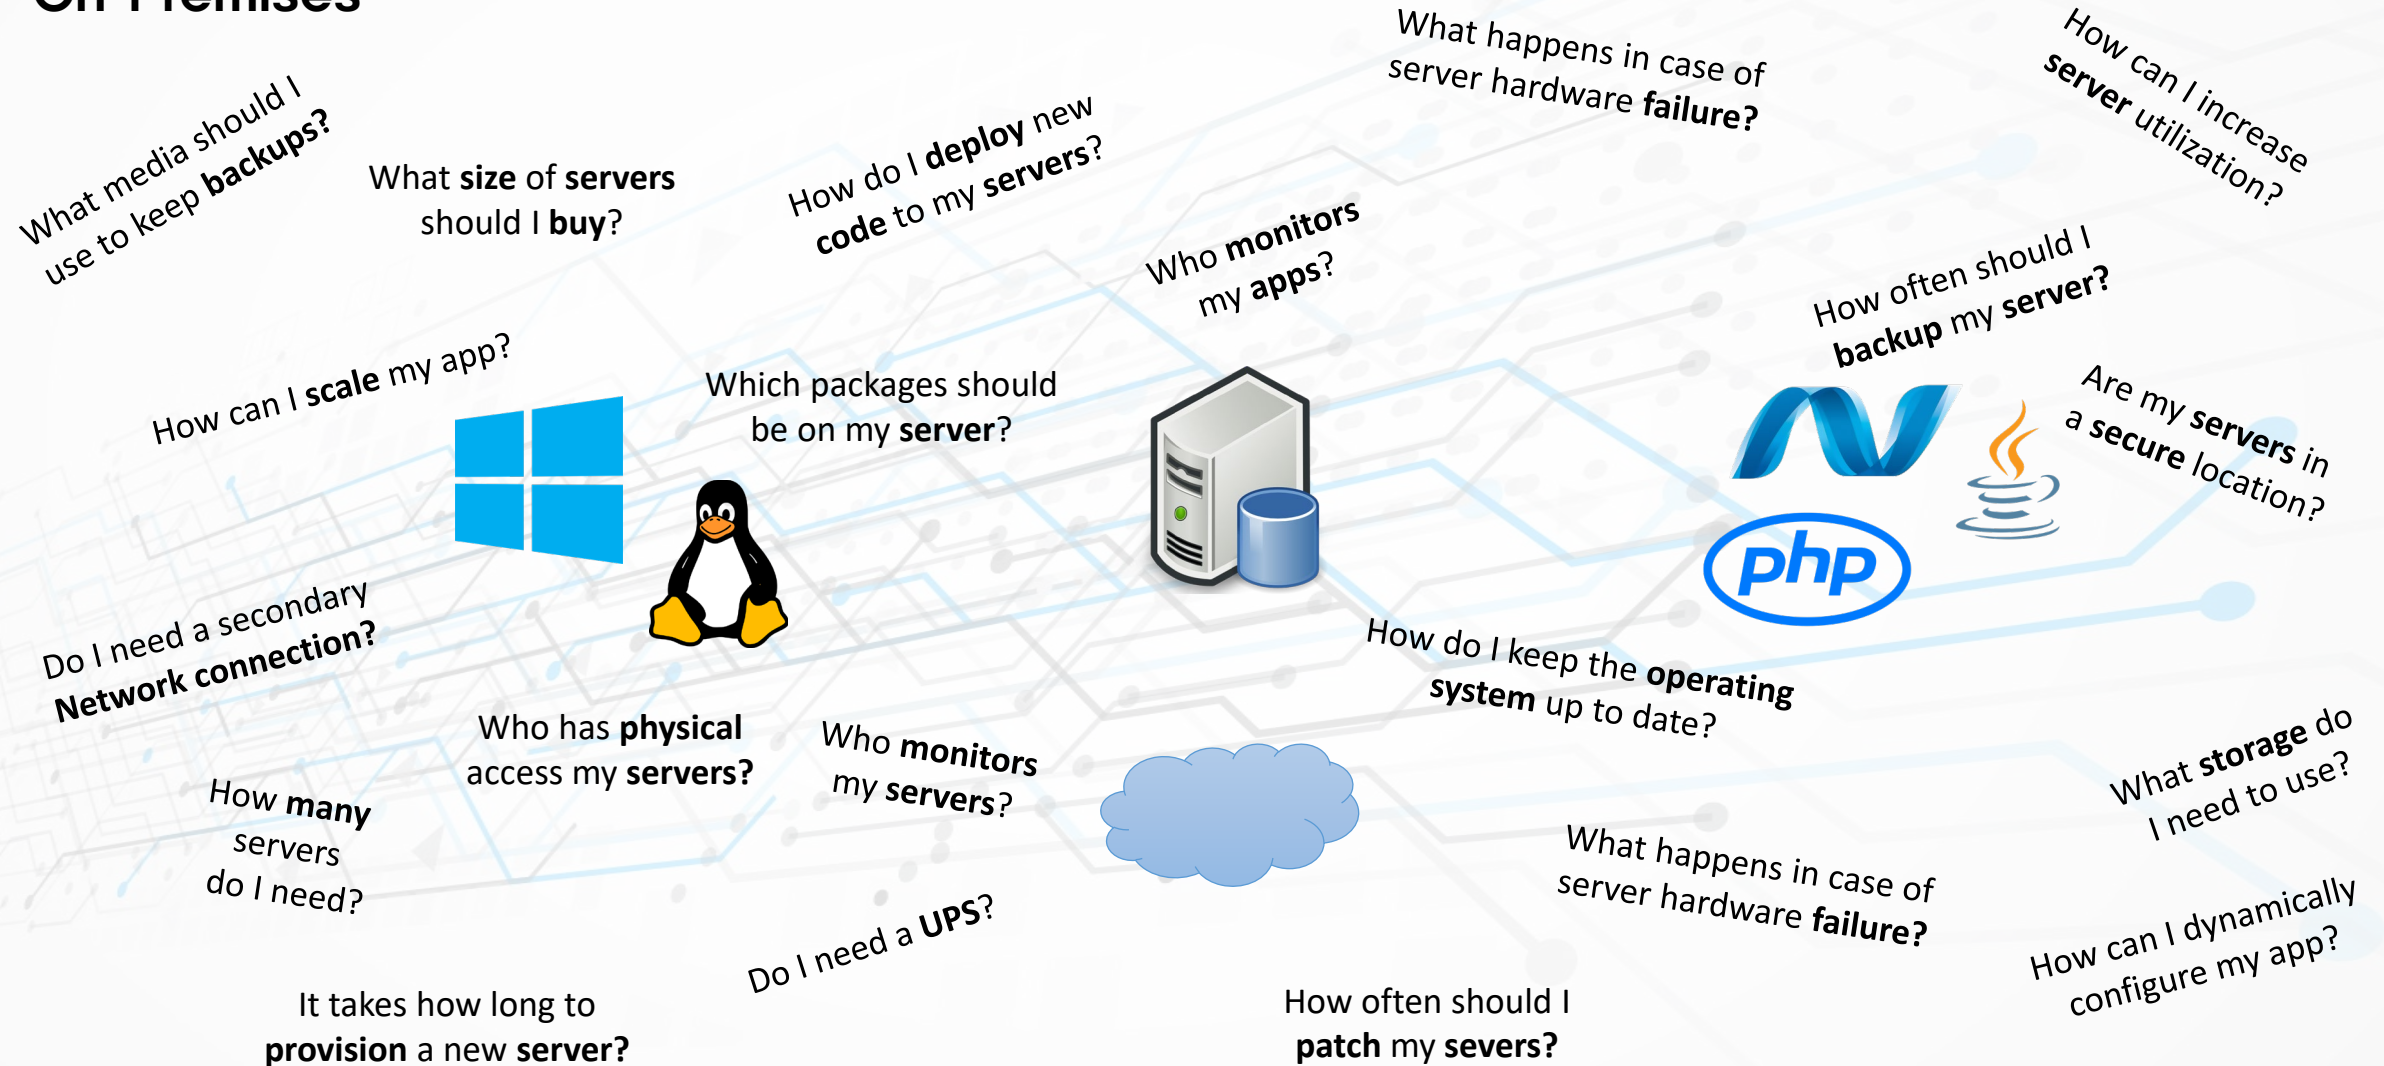 On Premises
What media should I
use to keep backups?
What size of servers
should I buy?
How do I deploy new
code to my servers?
What happens in case of
server hardware failure?
How can I increase
server utilization?
Who monitors
my apps?
How often should I
backup my server?
How can I scale my app?
Which packages should
be on my server?
Are my servers in
a secure location?
php
Do I need a secondary
Network connection?
How do I keep the operating
system up to date?
Who has physical
access my servers?
Who monitors
my servers?
What storage do
I need to use?
How many
servers
do I need?
What happens in case of
server hardware failure?
Do I need a UPS?
How can I dynamically
configure my app?
It takes how long to
provision a new server?
How often should I
patch my severs?